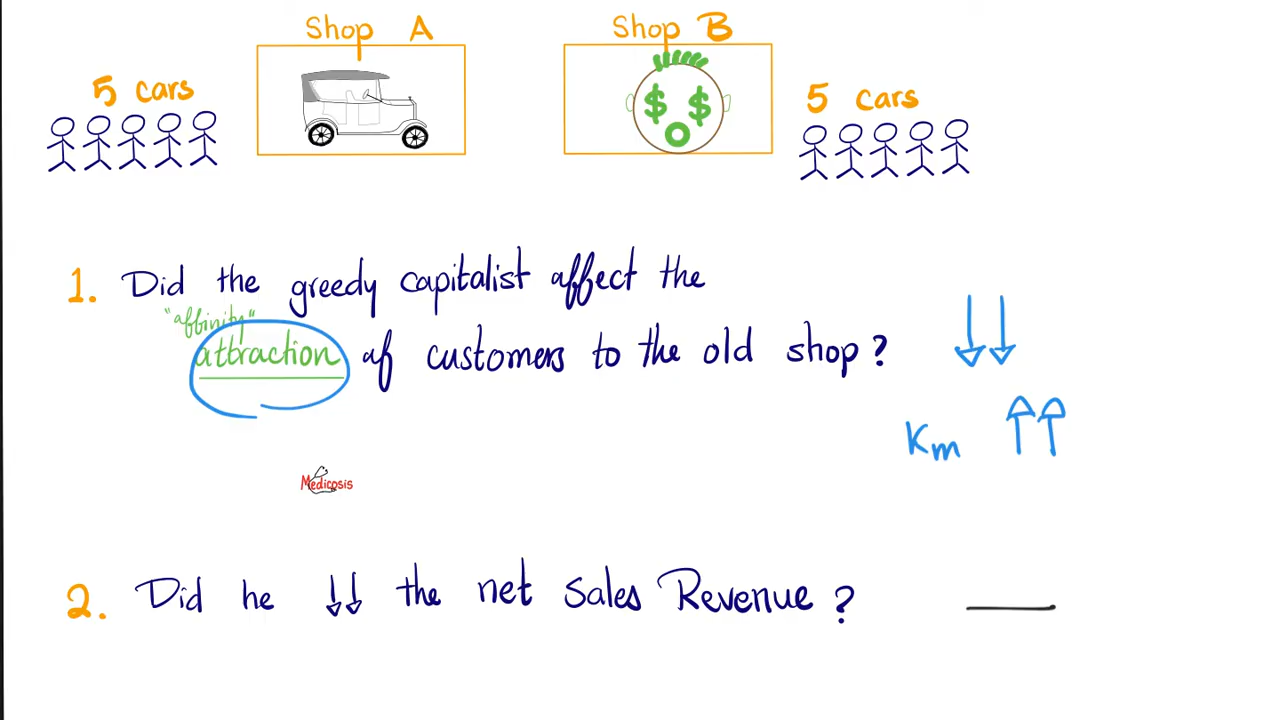 Shop A
Shop B
5 cars
5 cars
$ $
1. Did the greedy capitalist affect the
"affinity"
attraction af customers to the old shop?
Km
Medicosis
2. Did he ↓↓ the net Sales Revenue?